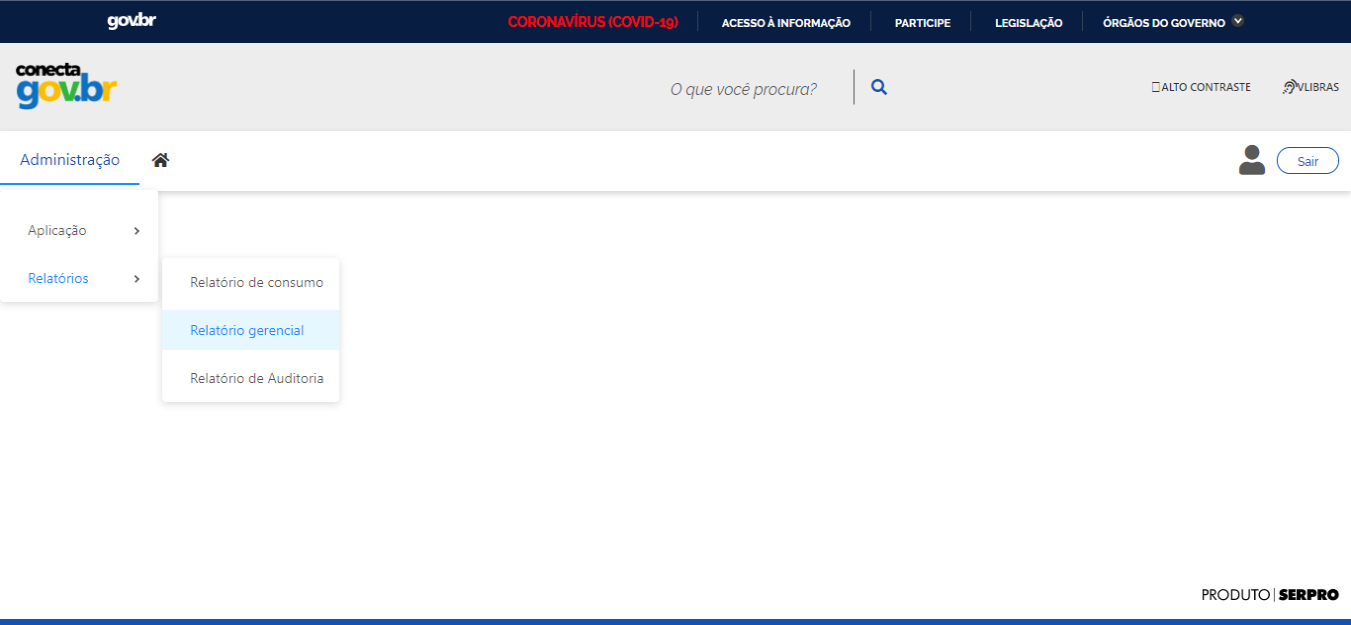 gov.br
CORONAVÍRUS (COVID-19)
ACESSO À INFORMAÇÃO
PARTICIPE
LEGISLAÇÃO
ÓRGÃOS DO GOVERNO
conecta
gov.br
O que você procura?
ALTO CONTRASTE
VLIBRAS
Administração
Sair
Aplicação
Relatórios
Relatório de consumo
Relatório gerencial
Relatório de Auditoria
PRODUTO | SERPRO